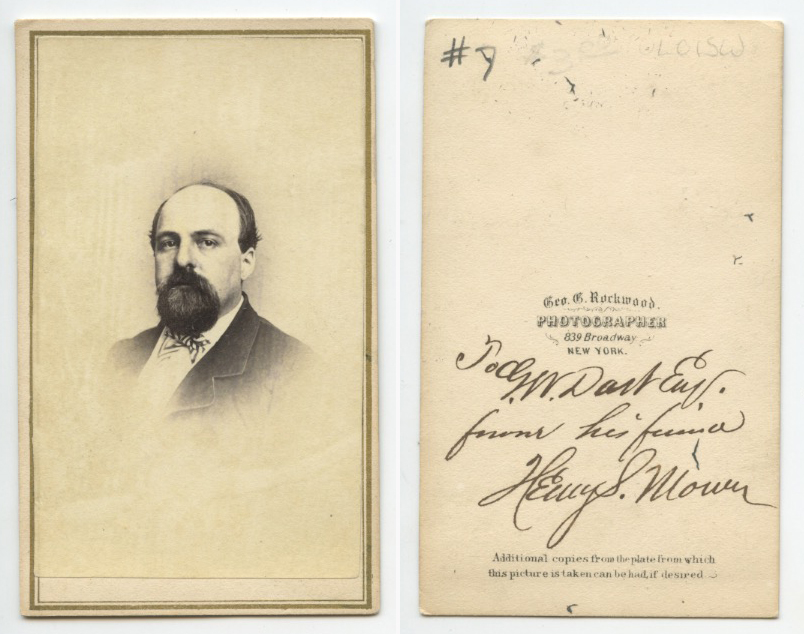 #7
Geo. G. Rockwood.
PHOTOGRAPHER
839 Broadway
NEW YORK.
To G. W. Dart Esq.
from his friend
Henry S. Mower
Additional copies from the plate from which
this picture is taken can be had, if desired